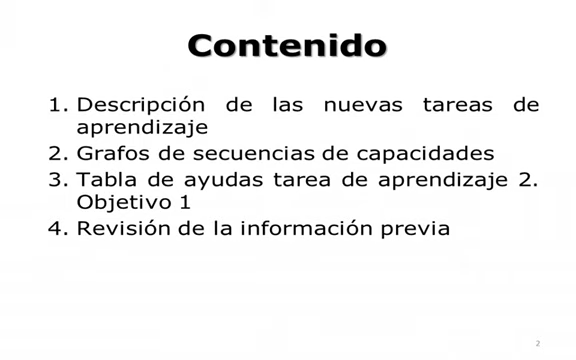 Contenido
1. Descripción de las nuevas tareas de
aprendizaje
2. Grafos de secuencias de capacidades
3. Tabla de ayudas tarea de aprendizaje 2.
Objetivo 1
4. Revisión de la información previa
2